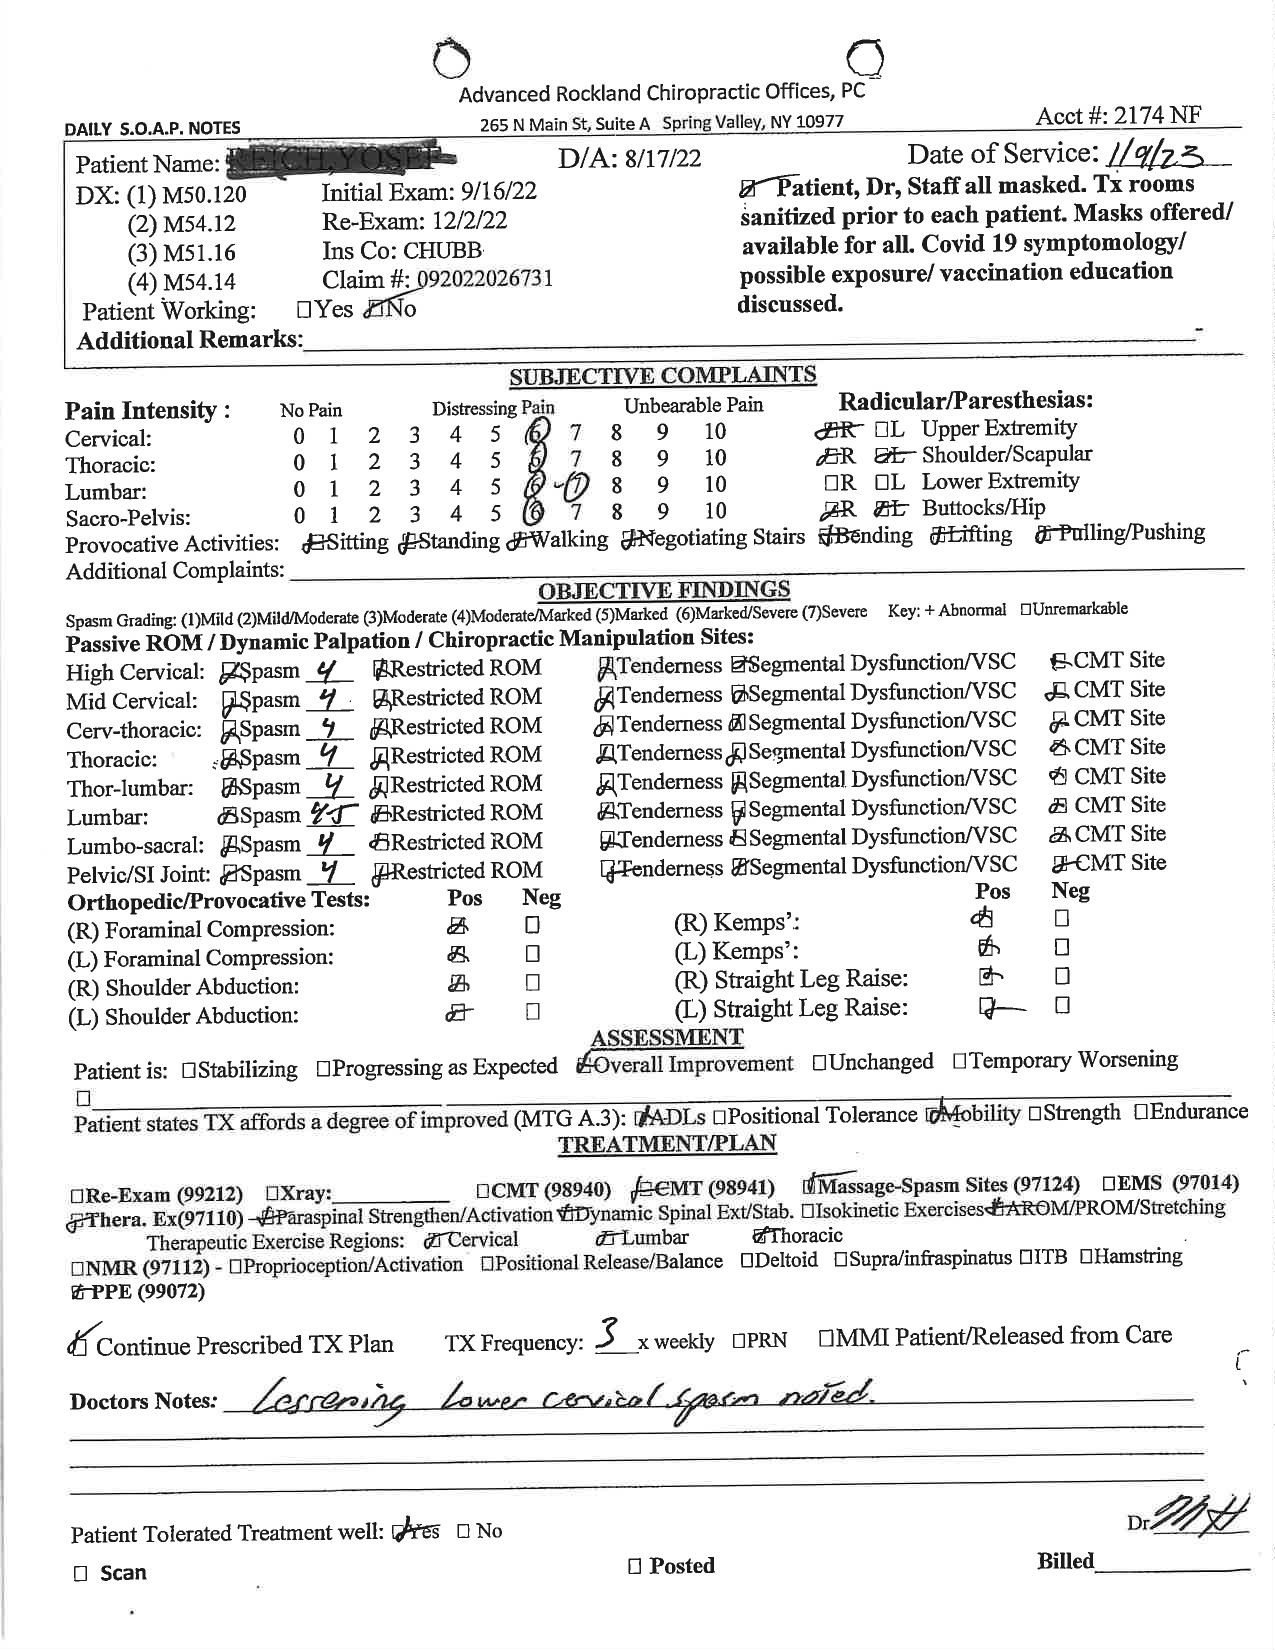 Advanced Rockland Chiropractic Offices, PC
DAILY S.O.A.P. NOTES 265 N Main St, Suite A Spring Valley, NY 10977 Acct #: 2174 NF
Patient Name: D/A: 8/17/22 Date of Service: 1/9/23
DX: (1) M50.120 Initial Exam: 9/16/22 ☑ Patient, Dr, Staff all masked. Tx rooms
(2) M54.12 Re-Exam: 12/2/22 sanitized prior to each patient. Masks offered/
(3) M51.16 Ins Co: CHUBB available for all. Covid 19 symptomology/
(4) M54.14 Claim #: 092022026731 possible exposure/ vaccination education
Patient Working: ☐Yes ☑No discussed.
Additional Remarks:
SUBJECTIVE COMPLAINTS
Pain Intensity : No Pain Distressing Pain Unbearable Pain Radicular/Paresthesias:
Cervical: 0 1 2 3 4 5 6 7 8 9 10 ☑R ☐L Upper Extremity
Thoracic: 0 1 2 3 4 5 6 7 8 9 10 ☑R ☑L Shoulder/Scapular
Lumbar: 0 1 2 3 4 5 6 - 7 8 9 10 ☐R ☐L Lower Extremity
Sacro-Pelvis: 0 1 2 3 4 5 6 7 8 9 10 ☑R ☑L Buttocks/Hip
Provocative Activities: ☑Sitting ☑Standing ☑Walking ☑Negotiating Stairs ☑Bending ☑Lifting ☑Pulling/Pushing
Additional Complaints:
OBJECTIVE FINDINGS
Spasm Grading: (1)Mild (2)Mild/Moderate (3)Moderate (4)Moderate/Marked (5)Marked (6)Marked/Severe (7)Severe Key: + Abnormal ☐Unremarkable
Passive ROM / Dynamic Palpation / Chiropractic Manipulation Sites:
High Cervical: ☑Spasm 4 ☑Restricted ROM ☑Tenderness ☑Segmental Dysfunction/VSC ☑CMT Site
Mid Cervical: ☑Spasm 4 ☑Restricted ROM ☑Tenderness ☑Segmental Dysfunction/VSC ☑CMT Site
Cerv-thoracic: ☑Spasm 4 ☑Restricted ROM ☑Tenderness ☑Segmental Dysfunction/VSC ☑CMT Site
Thoracic: ☑Spasm 4 ☑Restricted ROM ☑Tenderness ☑Segmental Dysfunction/VSC ☑CMT Site
Thor-lumbar: ☑Spasm 4 ☑Restricted ROM ☑Tenderness ☑Segmental Dysfunction/VSC ☑CMT Site
Lumbar: ☑Spasm 4-5 ☑Restricted ROM ☑Tenderness ☑Segmental Dysfunction/VSC ☑CMT Site
Lumbo-sacral: ☑Spasm 4 ☑Restricted ROM ☑Tenderness ☑Segmental Dysfunction/VSC ☑CMT Site
Pelvic/SI Joint: ☑Spasm 4 ☑Restricted ROM ☑Tenderness ☑Segmental Dysfunction/VSC ☑CMT Site
Orthopedic/Provocative Tests: Pos Neg Pos Neg
(R) Foraminal Compression: ☑ ☐ (R) Kemps': ☑ ☐
(L) Foraminal Compression: ☑ ☐ (L) Kemps': ☑ ☐
(R) Shoulder Abduction: ☑ ☐ (R) Straight Leg Raise: ☑ ☐
(L) Shoulder Abduction: ☑ ☐ (L) Straight Leg Raise: ☑ ☐
ASSESSMENT
Patient is: ☐Stabilizing ☐Progressing as Expected ☑Overall Improvement ☐Unchanged ☐Temporary Worsening
☐
Patient states TX affords a degree of improved (MTG A.3): ☑ADLs ☐Positional Tolerance ☑Mobility ☐Strength ☐Endurance
TREATMENT/PLAN
☐Re-Exam (99212) ☐Xray: ☐CMT (98940) ☑CMT (98941) ☑Massage-Spasm Sites (97124) ☐EMS (97014)
☑Thera. Ex(97110) - ☑Paraspinal Strengthen/Activation ☑Dynamic Spinal Ext/Stab. ☐Isokinetic Exercises ☑AROM/PROM/Stretching
Therapeutic Exercise Regions: ☑Cervical ☑Lumbar ☑Thoracic
☐NMR (97112) - ☐Proprioception/Activation ☐Positional Release/Balance ☐Deltoid ☐Supra/infraspinatus ☐ITB ☐Hamstring
☑PPE (99072)
☑ Continue Prescribed TX Plan TX Frequency: 3 x weekly ☐PRN ☐MMI Patient/Released from Care
Doctors Notes: Lessening Lower cervical spasm noted.
Patient Tolerated Treatment well: ☑Yes ☐ No Dr.
☐ Scan ☐ Posted Billed